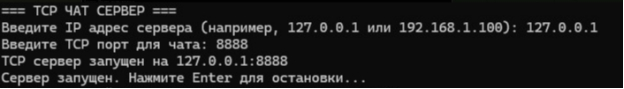 === TCP ЧАТ СЕРВЕР ===
Введите IP адрес сервера (например, 127.0.0.1 или 192.168.1.100): 127.0.0.1
Введите TCP порт для чата: 8888
TCP сервер запущен на 127.0.0.1:8888
Сервер запущен. Нажмите Enter для остановки...